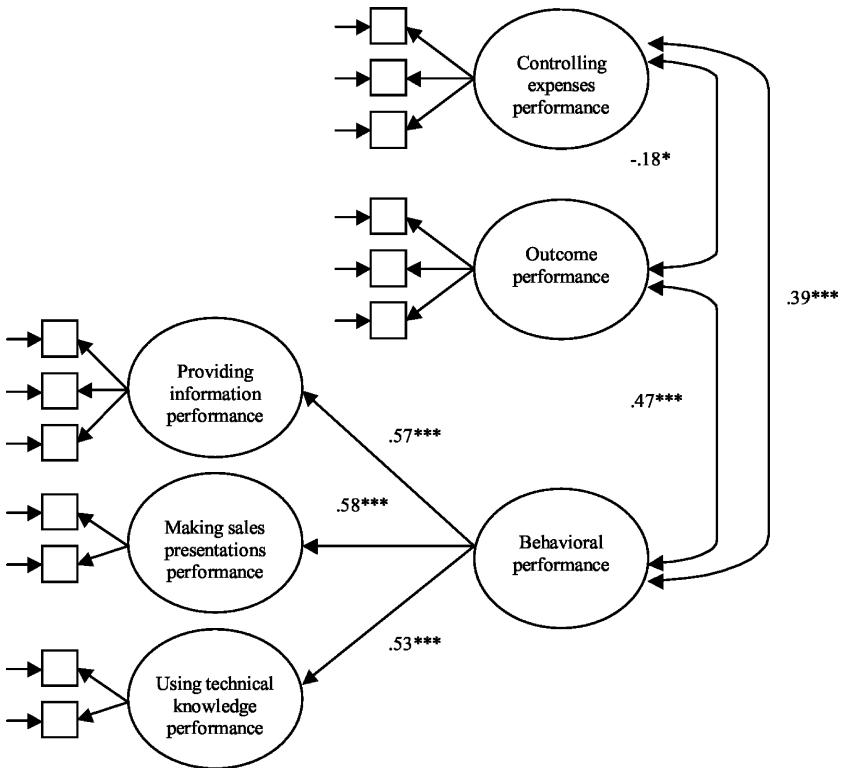 Controlling
expenses
performance
-.18*
Outcome
performance
.39***
Providing
information
performance
.47***
.57***
.58***
Making sales
presentations
performance
Behavioral
performance
.53***
Using technical
knowledge
performance